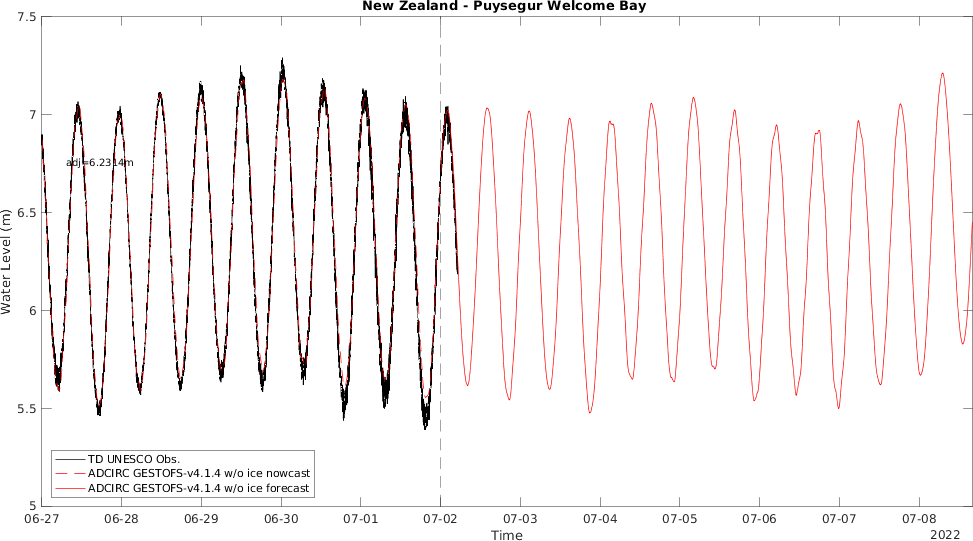 New Zealand - Puysegur Welcome Bay
7.5
7
6.5
6
5.5
5
Water Level (m)
adj=6.2314m
TD UNESCO Obs.
ADCIRC GESTOFS-v4.1.4 w/o ice nowcast
ADCIRC GESTOFS-v4.1.4 w/o ice forecast
06-27 06-28 06-29 06-30 07-01 07-02 07-03 07-04 07-05 07-06 07-07 07-08
2022
Time